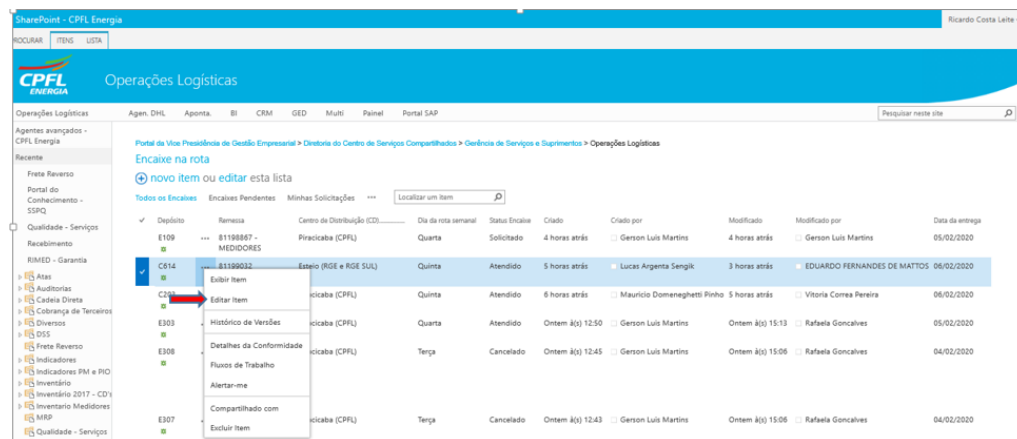 SharePoint - CPFL Energia
Ricardo Costa Leite
ROCURAR ITENS LISTA
CPFL
ENERGIA
Operações Logísticas
Operações Logísticas Agen. DHL Aponta. BI CRM GED Multi Painel Portal SAP Pesquisar neste site
Agentes avançados -
CPFL Energia
Recente
Frete Reverso
Portal do
Conhecimento -
SSPQ
Qualidade - Serviços
Recebimento
RIMED - Garantia
Atas
Auditorias
Cadeia Direta
Cobrança de Terceiros
Diversos
DSS
Frete Reverso
Indicadores
Indicadores PM e PIO
Inventário
Inventário 2017 - CD's
Inventario Medidores
MRP
Qualidade - Serviços
Portal da Vice Presidência de Gestão Empresarial > Diretoria do Centro de Serviços Compartilhados > Gerência de Serviços e Suprimentos > Operações Logísticas
Encaixe na rota
novo item ou editar esta lista
Todos os Encaixes Encaixes Pendentes Minhas Solicitações ••• Localizar um item
Depósito Remessa Centro de Distribuição (CD) Dia da rota semanal Status Encaixe Criado Criado por Modificado Modificado por Data da entrega
E109 ••• 81198867 - Piracicaba (CPFL) Quarta Solicitado 4 horas atrás Gerson Luis Martins 4 horas atrás Gerson Luis Martins 05/02/2020
MEDIDORES
C614 ••• 81199032 Esteio (RGE e RGE SUL) Quinta Atendido 5 horas atrás Lucas Argenta Sengik 3 horas atrás EDUARDO FERNANDES DE MATTOS 06/02/2020
cicaba (CPFL) Quinta Atendido 6 horas atrás Mauricio Domeneghetti Pinho 5 horas atrás Vitoria Correa Pereira 06/02/2020
E303 cicaba (CPFL) Quarta Atendido Ontem à(s) 12:50 Gerson Luis Martins Ontem à(s) 15:13 Rafaela Goncalves 05/02/2020
E308 cicaba (CPFL) Terça Cancelado Ontem à(s) 12:45 Gerson Luis Martins Ontem à(s) 15:06 Rafaela Goncalves 04/02/2020
E307 cicaba (CPFL) Terça Cancelado Ontem à(s) 12:43 Gerson Luis Martins Ontem à(s) 15:06 Rafaela Goncalves 04/02/2020
Exibir Item
Editar Item
Histórico de Versões
Detalhes da Conformidade
Fluxos de Trabalho
Alertar-me
Compartilhado com
Excluir Item